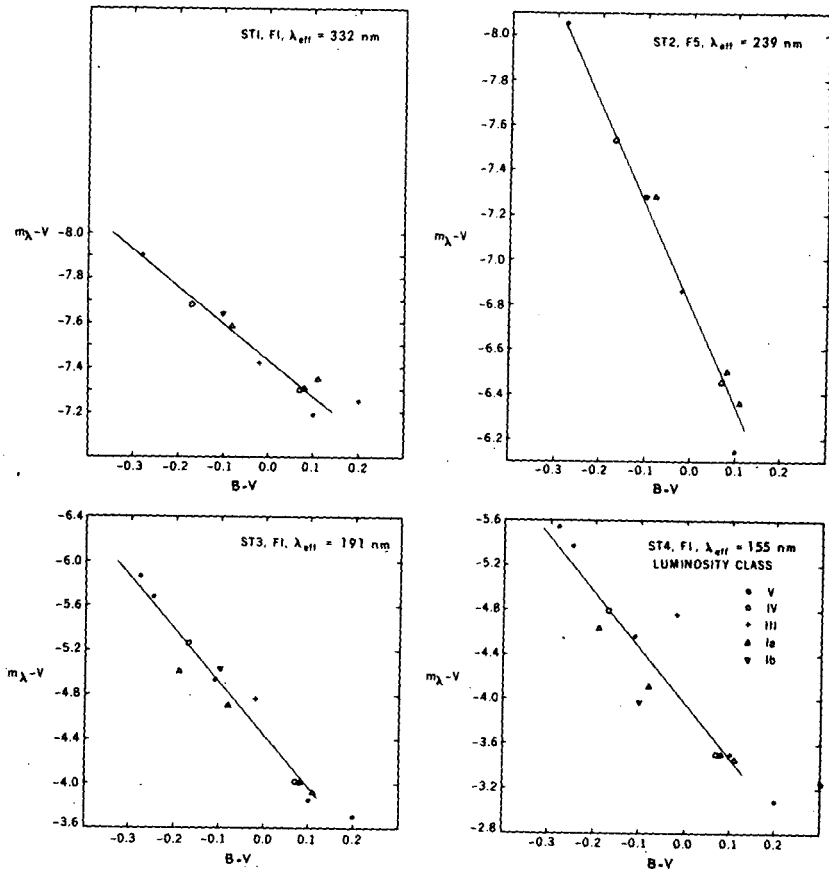 ST1, F1, λeff = 332 nm
mλ-V
-8.0
-7.8
-7.6
-7.4
-7.2
-0.3 -0.2 -0.1 0.0 0.1 0.2
B-V
ST2, F5, λeff = 239 nm
mλ-V
-8.0
-7.8
-7.4
-7.2
-7.0
-6.8
-6.6
-6.4
-6.2
-0.3 -0.2 -0.1 0.0 0.1 0.2
B-V
ST3, F1, λeff = 191 nm
mλ-V
-6.4
-6.0
-5.6
-5.2
-4.8
-4.4
-4.0
-3.6
-0.3 -0.2 -0.1 0.0 0.1 0.2
B-V
ST4, F1, λeff = 155 nm
LUMINOSITY CLASS
V
IV
III
Ia
Ib
mλ-V
-5.6
-4.8
-4.4
-4.0
-3.6
-3.2
-2.8
-0.3 -0.2 -0.1 0.0 0.1 0.2 0.3
B-V